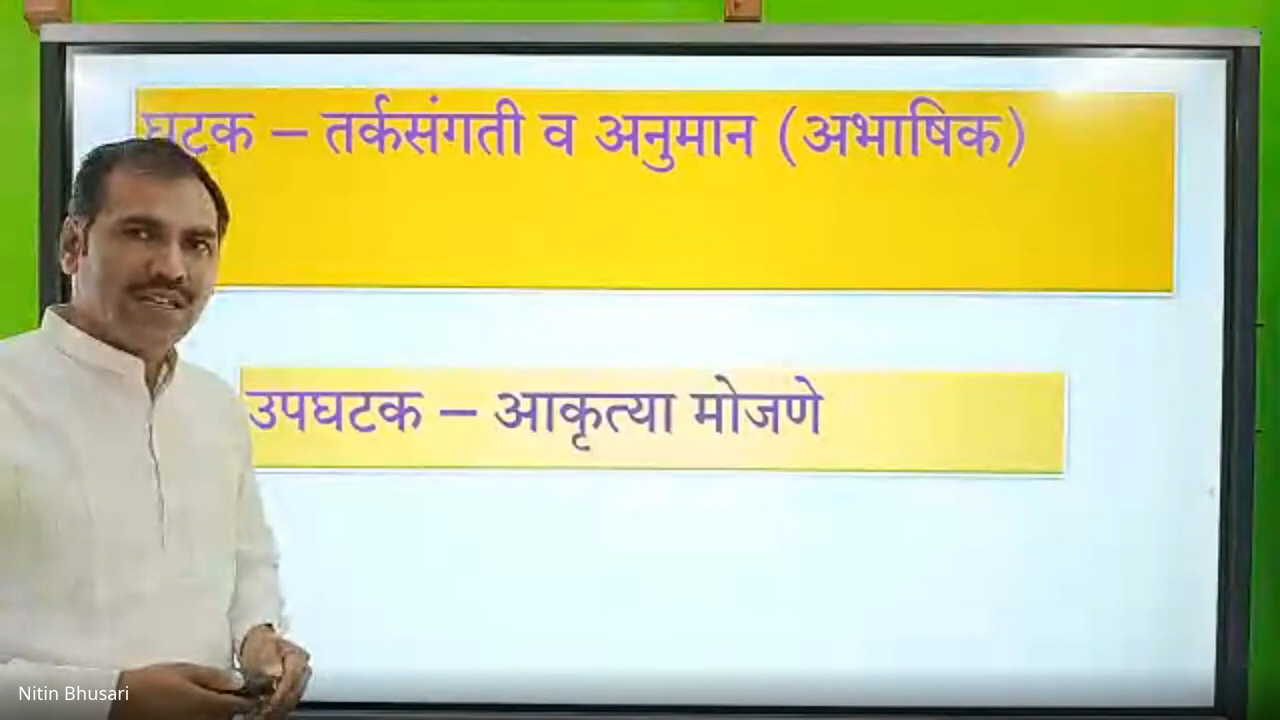 घटक – तर्कसंगती व अनुमान (अभाषिक)
उपघटक – आकृत्या मोजणे
Nitin Bhusari